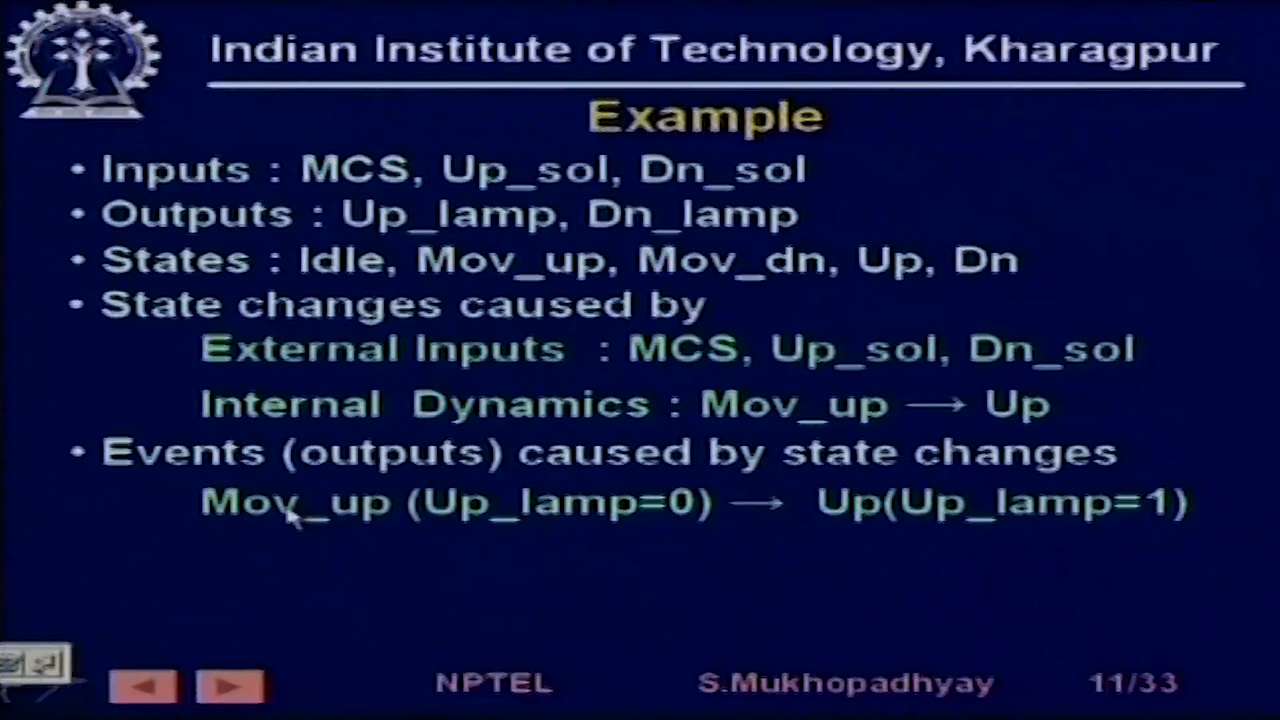 Indian Institute of Technology, Kharagpur
Example
• Inputs : MCS, Up_sol, Dn_sol
• Outputs : Up_lamp, Dn_lamp
• States : Idle, Mov_up, Mov_dn, Up, Dn
• State changes caused by
External Inputs : MCS, Up_sol, Dn_sol
Internal Dynamics : Mov_up → Up
• Events (outputs) caused by state changes
Mov_up (Up_lamp=0) → Up(Up_lamp=1)
NPTEL S.Mukhopadhyay 11/33